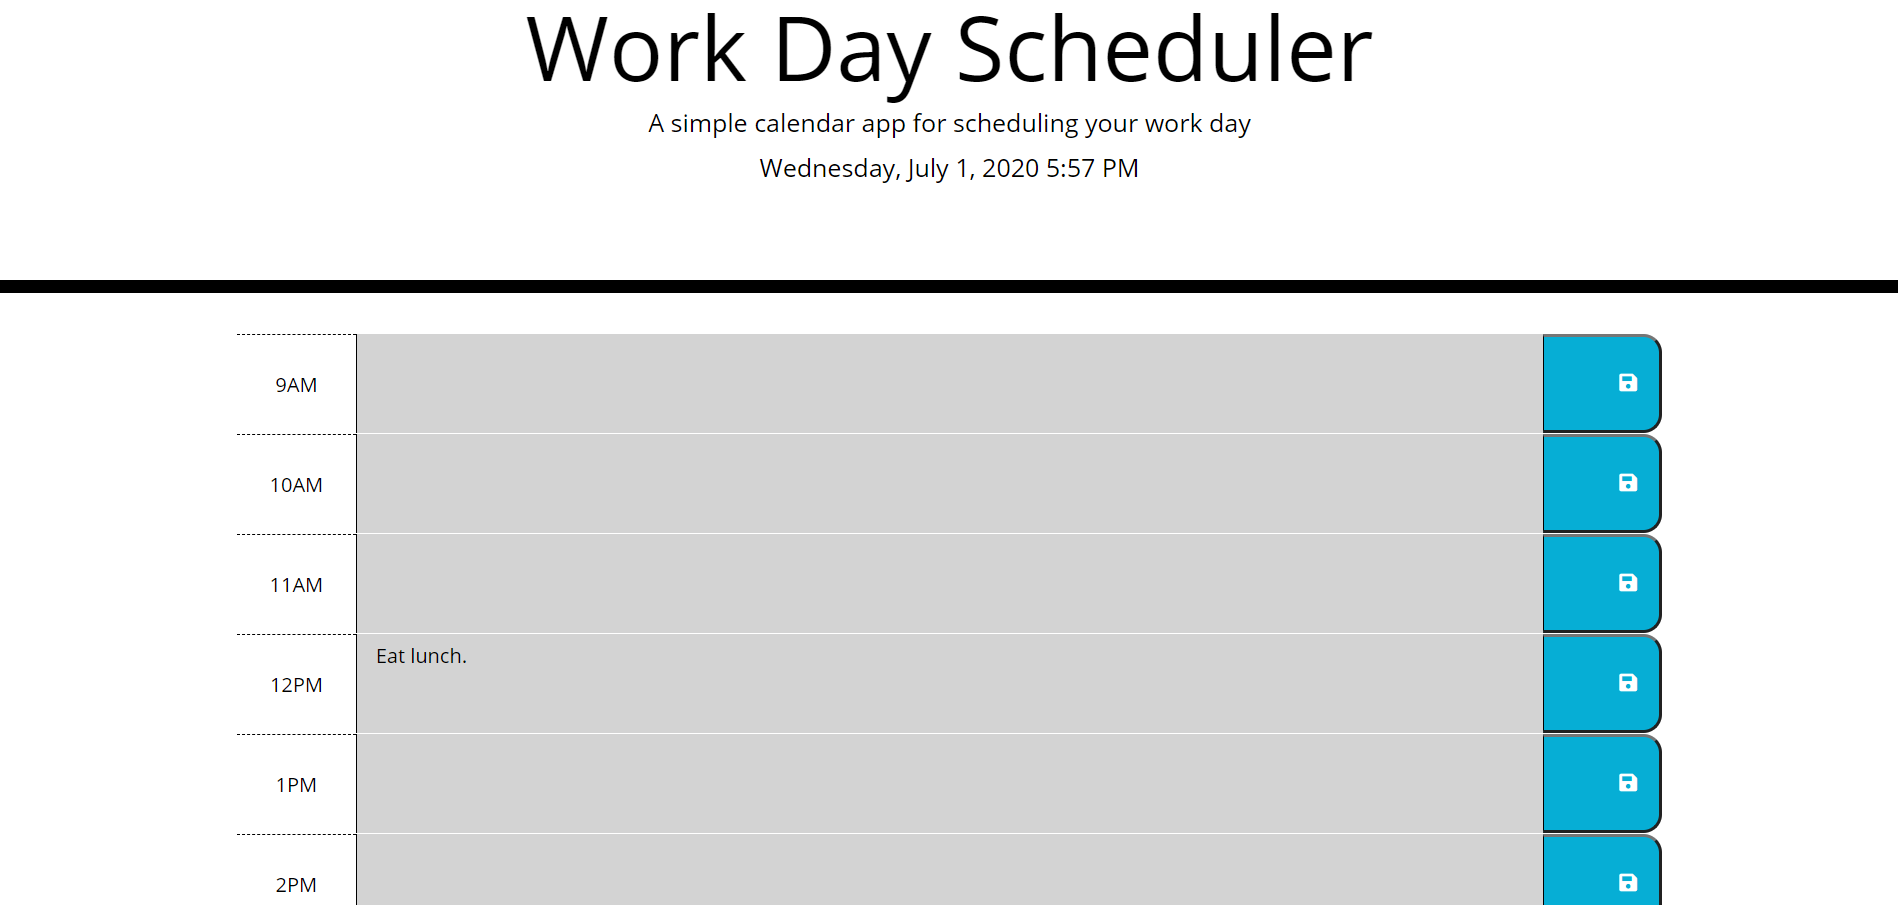 Work Day Scheduler
A simple calendar app for scheduling your work day
Wednesday, July 1, 2020 5:57 PM
9AM
10AM
11AM
Eat lunch.
12PM
1PM
2PM